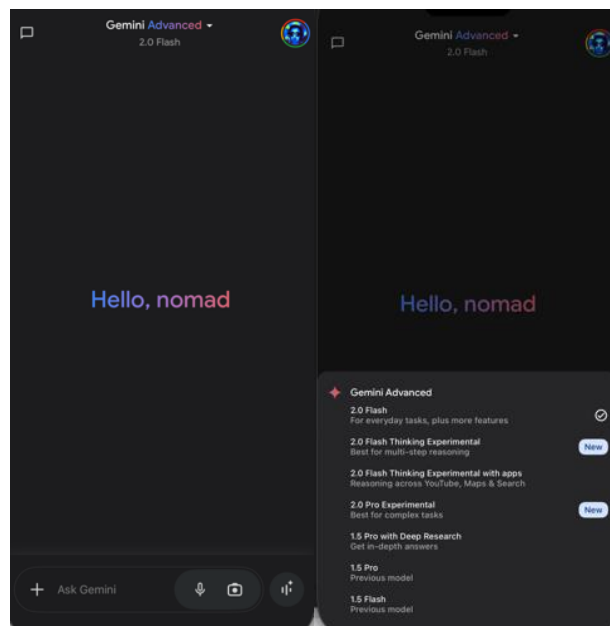 Gemini Advanced
2.0 Flash
Hello, nomad
Ask Gemini
Gemini Advanced
2.0 Flash
Hello, nomad
Gemini Advanced
2.0 Flash
For everyday tasks, plus more features
2.0 Flash Thinking Experimental
Best for multi-step reasoning
New
2.0 Flash Thinking Experimental with apps
Reasoning across YouTube, Maps & Search
2.0 Pro Experimental
Best for complex tasks
New
1.5 Pro with Deep Research
Get in-depth answers
1.5 Pro
Previous model
1.5 Flash
Previous model